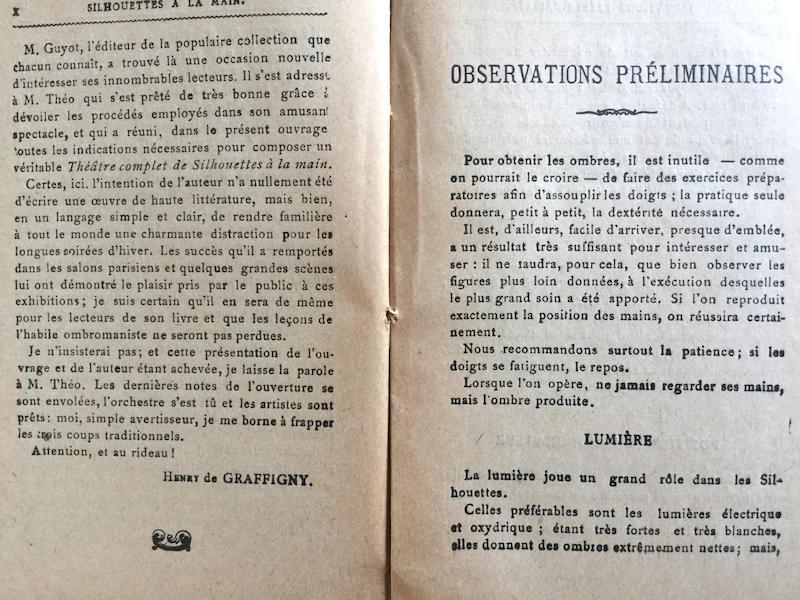 X
SILHOUETTES A LA MAIN.
M. Guyot, l'éditeur de la populaire collection que
chacun connaît, a trouvé là une occasion nouvelle
d'intéresser ses innombrables lecteurs. Il s'est adress
à M. Théo qui s'est prêté de très bonne grâce à
dévoiler les procédés employés dans son amusan
spectacle, et qui a réuni, dans le présent ouvrage
toutes les indications nécessaires pour composer un
véritable Théâtre complet de Silhouettes à la main.
Certes, ici. l'intention de l'auteur n'a nullement été
d'écrire une œuvre de haute littérature, mais bien,
en un langage simple et clair, de rendre familière
à tout le monde une charmante distraction pour les
longues soirées d'hiver. Les succès qu'il a remportés
dans les salons parisiens et quelques grandes scènes
lui ont démontré le plaisir pris par le public à ces
exhibitions; je suis certain qu'il en sera de même
pour les lecteurs de son livre et que les leçons de
l'habile ombromaniste ne seront pas perdues.
Je n'insisterai pas; et cette présentation de l'ou-
vrage et de l'auteur étant achevée, je laisse la parole
à M. Théo. Les dernières notes de l'ouverture se
sont envolées, l'orchestre s'est tû et les artistes sont
prêts: moi, simple avertisseur, je me borne à frapper
les trois coups traditionnels.
Attention, et au rideau !
HENRY de GRAFFIGNY.
OBSERVATIONS PRÉLIMINAIRES
Pour obtenir les ombres, il est inutile — comme
on pourrait le croire — de faire des exercices prépa-
ratoires afin d'assouplir les doigts ; la pratique seule
donnera, petit à petit, la dextérité nécessaire.
Il est, d'ailleurs, facile d'arriver, presque d'emblée,
a un résultat très suffisant pour intéresser et amu-
ser : il ne faudra, pour cela, que bien observer les
figures plus loin données, à l'exécution desquelles
le plus grand soin a été apporté. Si l'on reproduit
exactement la position des mains, on réussira certai-
nement.
Nous recommandons surtout la patience ; si les
doigts se fatiguent, le repos.
Lorsque l'on opère, ne jamais regarder ses mains,
mais l'ombre produite.
LUMIÈRE
La lumière joue un grand rôle dans les Sil-
houettes.
Celles préférables sont les lumières électrique
et oxydrique ; étant très fortes et très blanches,
elles donnent des ombres extrêmement nettes ; mais,